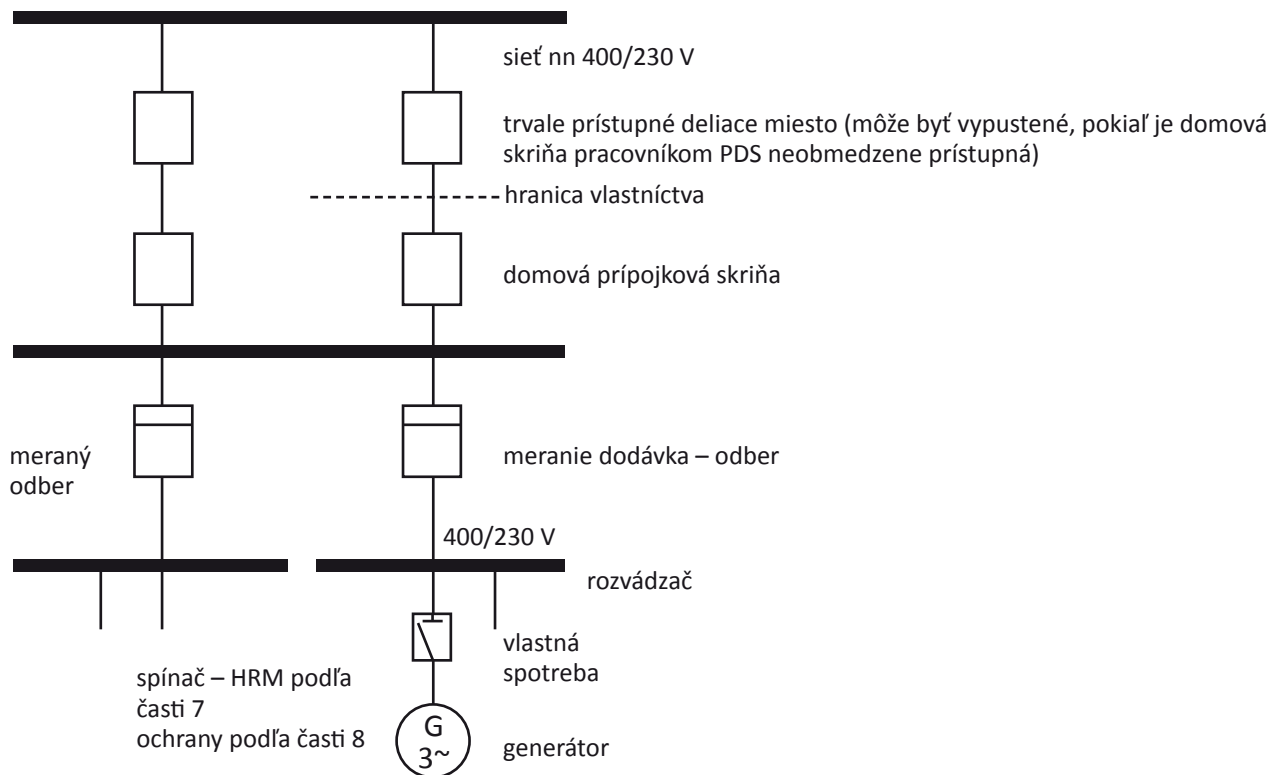 sieť nn 400/230 V
trvale prístupné deliace miesto (môže byť vypustené, pokiaľ je domová
skriňa pracovníkom PDS neobmedzene prístupná)
hranica vlastníctva
domová prípojková skriňa
meraný
odber
meranie dodávka – odber
400/230 V
rozvádzač
vlastná
spotreba
spínač – HRM podľa
časti 7
ochrany podľa časti 8
G
3~
generátor